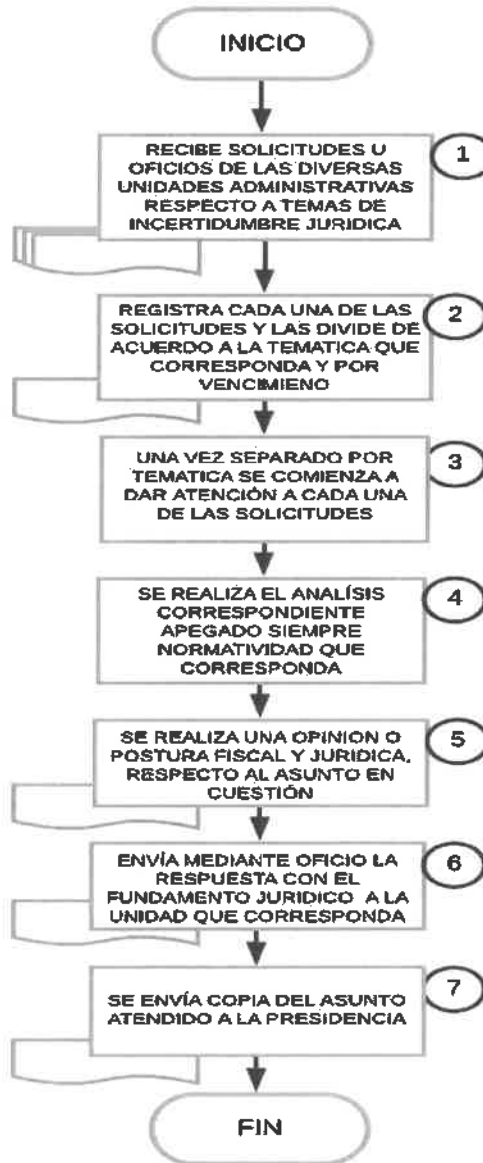 INICIO
1
RECIBE SOLICITUDES U
OFICIOS DE LAS DIVERSAS
UNIDADES ADMINISTRATIVAS
RESPECTO A TEMAS DE
INCERTIDUMBRE JURIDICA
2
REGISTRA CADA UNA DE LAS
SOLICITUDES Y LAS DIVIDE DE
ACUERDO A LA TEMATICA QUE
CORRESPONDA Y POR
VENCIMIENO
3
UNA VEZ SEPARADO POR
TEMATICA SE COMIENZA A
DAR ATENCIÓN A CADA UNA
DE LAS SOLICITUDES
4
SE REALIZA EL ANALÍSIS
CORRESPONDIENTE
APEGADO SIEMPRE
NORMATIVIDAD QUE
CORRESPONDA
5
SE REALIZA UNA OPINION O
POSTURA FISCAL Y JURIDICA,
RESPECTO AL ASUNTO EN
CUESTIÓN
6
ENVÍA MEDIANTE OFICIO LA
RESPUESTA CON EL
FUNDAMENTO JURIDICO A LA
UNIDAD QUE CORRESPONDA
7
SE ENVÍA COPIA DEL ASUNTO
ATENDIDO A LA PRESIDENCIA
FIN